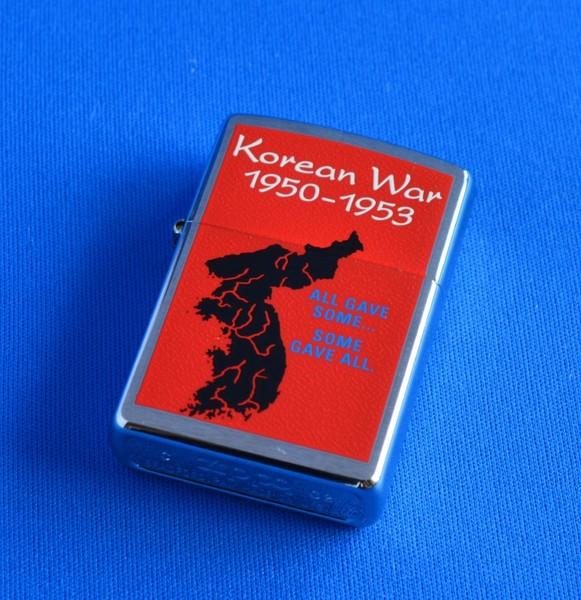 Korean War
1950-1953
ALL GAVE
SOME...
SOME
GAVE ALL.